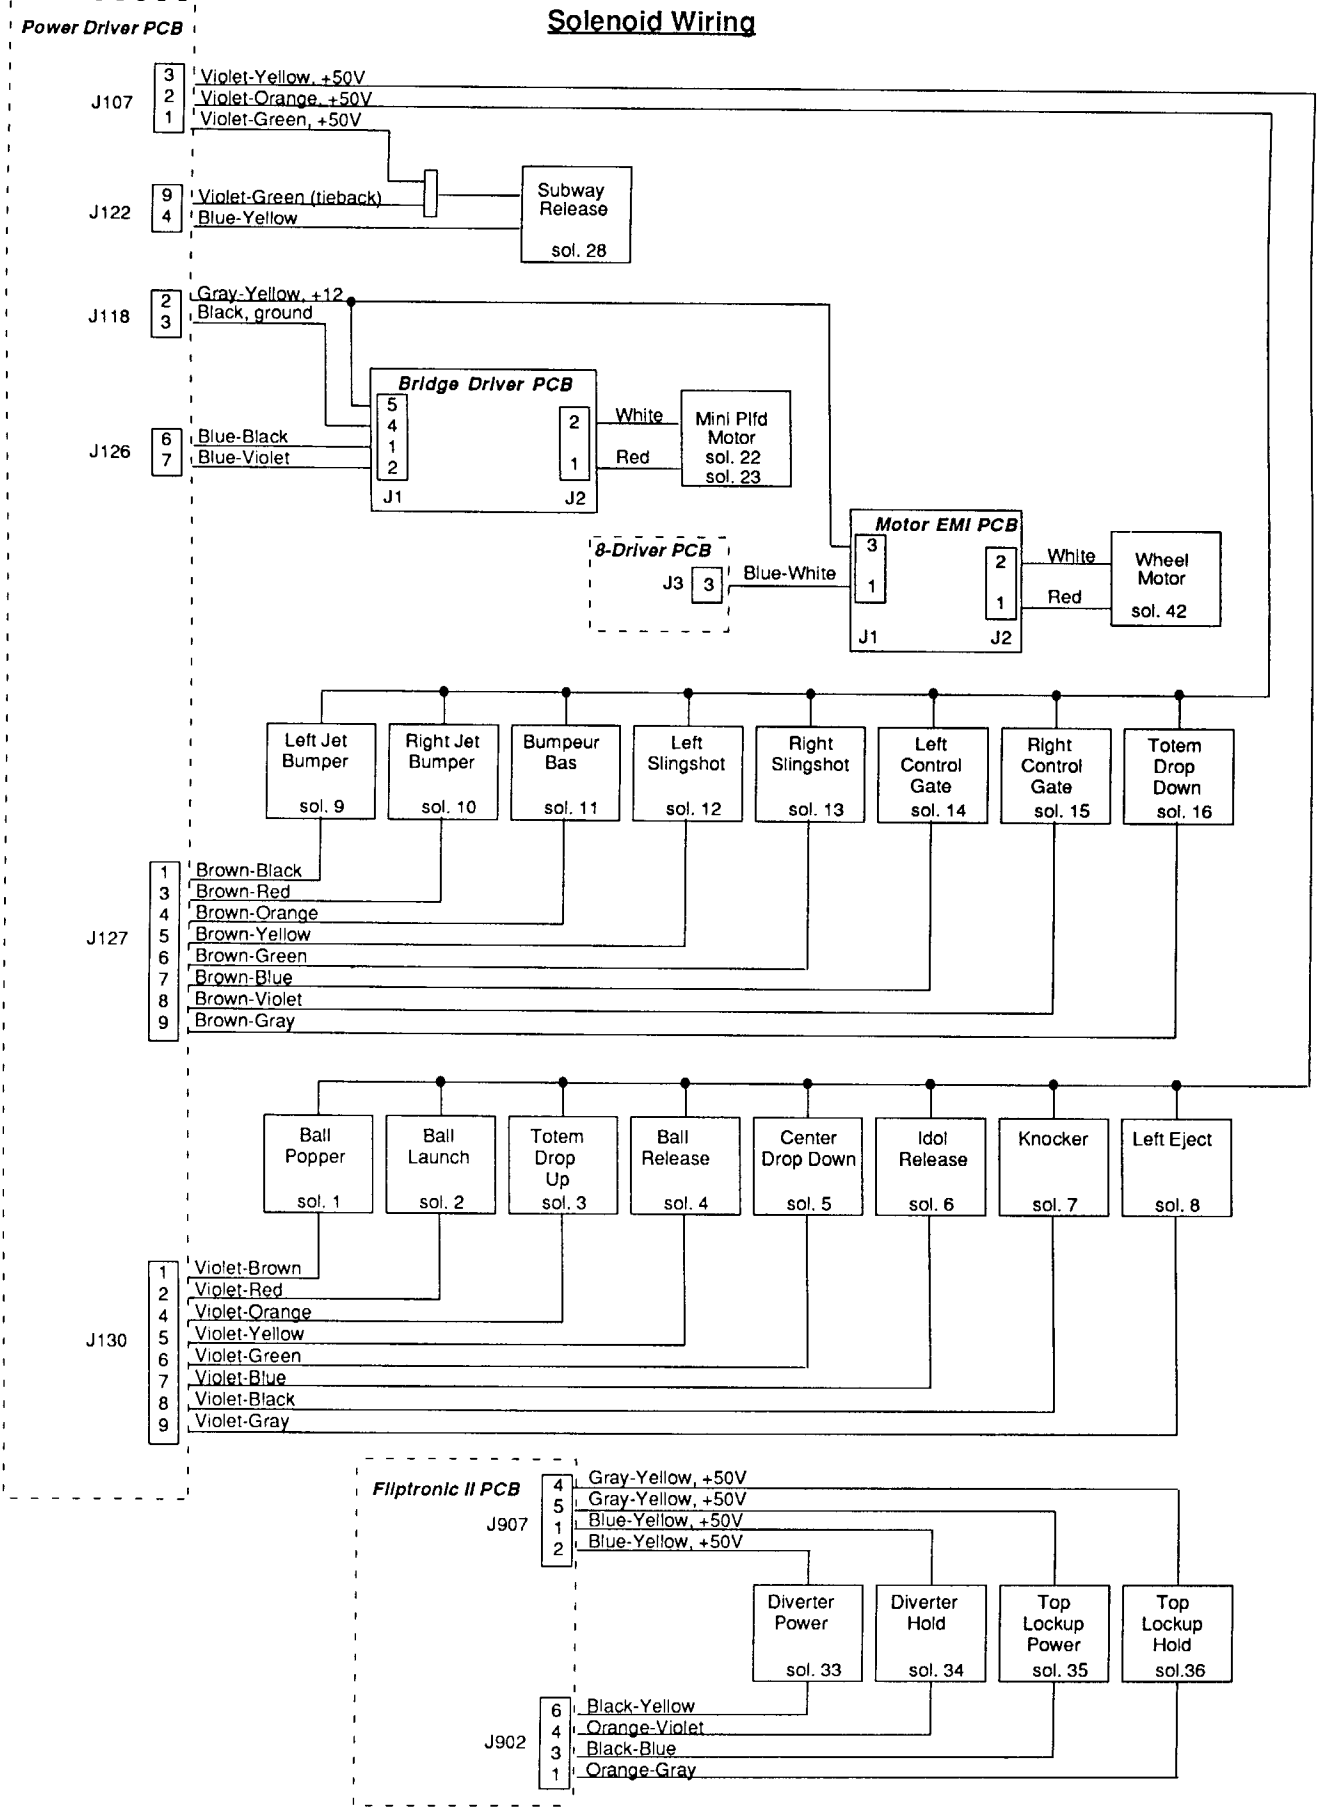 Solenoid Wiring
Power Driver PCB
J107
3 Violet-Yellow, +50V
2 Violet-Orange, +50V
1 Violet-Green, +50V
J122
9 Violet-Green (tieback)
4 Blue-Yellow
Subway
Release
sol. 28
J118
2 Gray-Yellow, +12
3 Black, ground
Bridge Driver PCB
5
4
1
2
J1
2
1
J2
White
Red
Mini Plfd
Motor
sol. 22
sol. 23
J126
6 Blue-Black
7 Blue-Violet
8-Driver PCB
J3 3
Blue-White
Motor EMI PCB
3
1
J1
2
1
J2
White
Red
Wheel
Motor
sol. 42
Left Jet
Bumper
sol. 9
Right Jet
Bumper
sol. 10
Bumpeur
Bas
sol. 11
Left
Slingshot
sol. 12
Right
Slingshot
sol. 13
Left
Control
Gate
sol. 14
Right
Control
Gate
sol. 15
Totem
Drop
Down
sol. 16
J127
1 Brown-Black
3 Brown-Red
4 Brown-Orange
5 Brown-Yellow
6 Brown-Green
7 Brown-Blue
8 Brown-Violet
9 Brown-Gray
Ball
Popper
sol. 1
Ball
Launch
sol. 2
Totem
Drop
Up
sol. 3
Ball
Release
sol. 4
Center
Drop Down
sol. 5
Idol
Release
sol. 6
Knocker
sol. 7
Left Eject
sol. 8
J130
1 Violet-Brown
2 Violet-Red
4 Violet-Orange
5 Violet-Yellow
6 Violet-Green
7 Violet-Blue
8 Violet-Black
9 Violet-Gray
Fliptronic II PCB
J907
4 Gray-Yellow, +50V
5 Gray-Yellow, +50V
1 Blue-Yellow, +50V
2 Blue-Yellow, +50V
Diverter
Power
sol. 33
Diverter
Hold
sol. 34
Top
Lockup
Power
sol. 35
Top
Lockup
Hold
sol.36
J902
6 Black-Yellow
4 Orange-Violet
3 Black-Blue
1 Orange-Gray